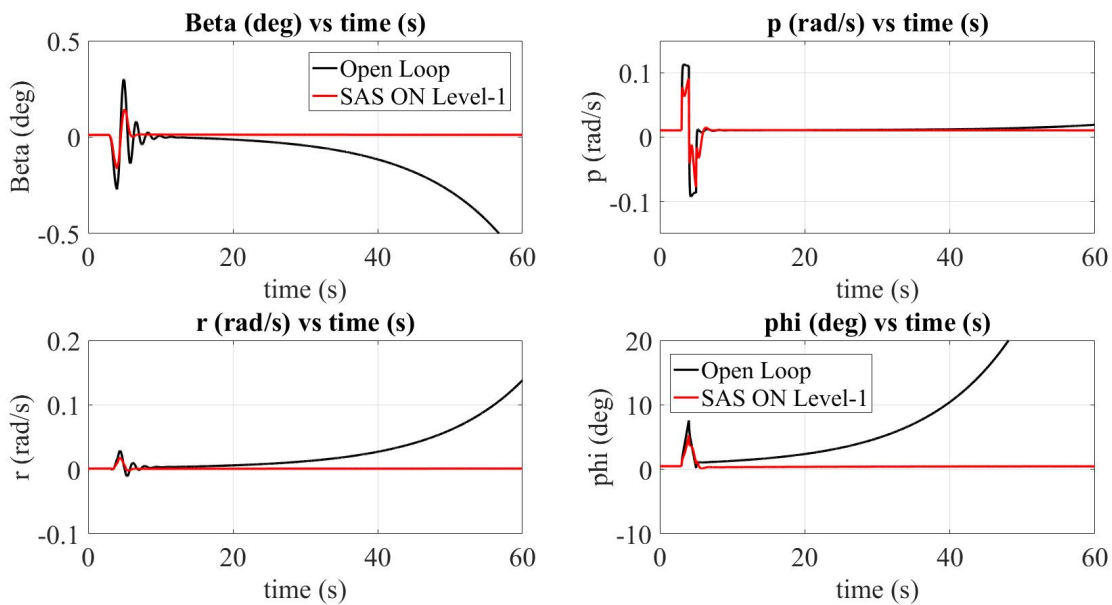 Beta (deg) vs time (s)
Beta (deg)
0.5
0
-0.5
Open Loop
SAS ON Level-1
0
20
40
60
time (s)
p (rad/s) vs time (s)
p (rad/s)
0.1
0
-0.1
0
20
40
60
time (s)
r (rad/s) vs time (s)
r (rad/s)
0.2
0.1
0
-0.1
0
20
40
60
time (s)
phi (deg) vs time (s)
phi (deg)
20
10
0
-10
Open Loop
SAS ON Level-1
0
20
40
60
time (s)